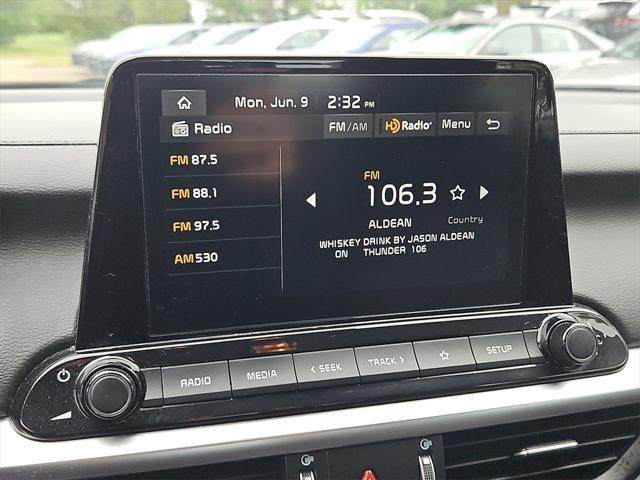 Mon, Jun. 9 2:32 PM
Radio FM/AM HD Radio Menu
FM 87.5
FM 88.1
FM 97.5
AM 530
FM
106.3
ALDEAN Country
WHISKEY DRINK BY JASON ALDEAN
ON THUNDER 106
RADIO MEDIA < SEEK TRACK > SETUP